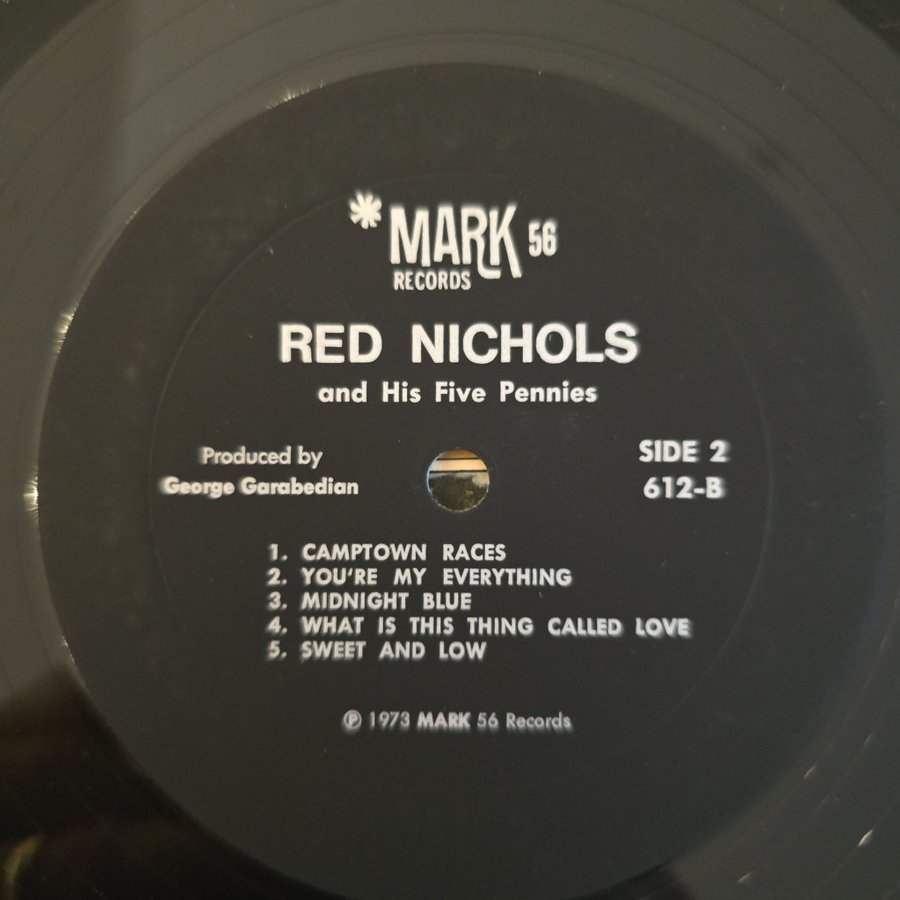 * MARK 56
RECORDS
RED NICHOLS
and His Five Pennies
Produced by
George Garabedian
SIDE 2
612-B
1. CAMPTOWN RACES
2. YOU'RE MY EVERYTHING
3. MIDNIGHT BLUE
4. WHAT IS THIS THING CALLED LOVE
5. SWEET AND LOW
℗ 1973 MARK 56 Records